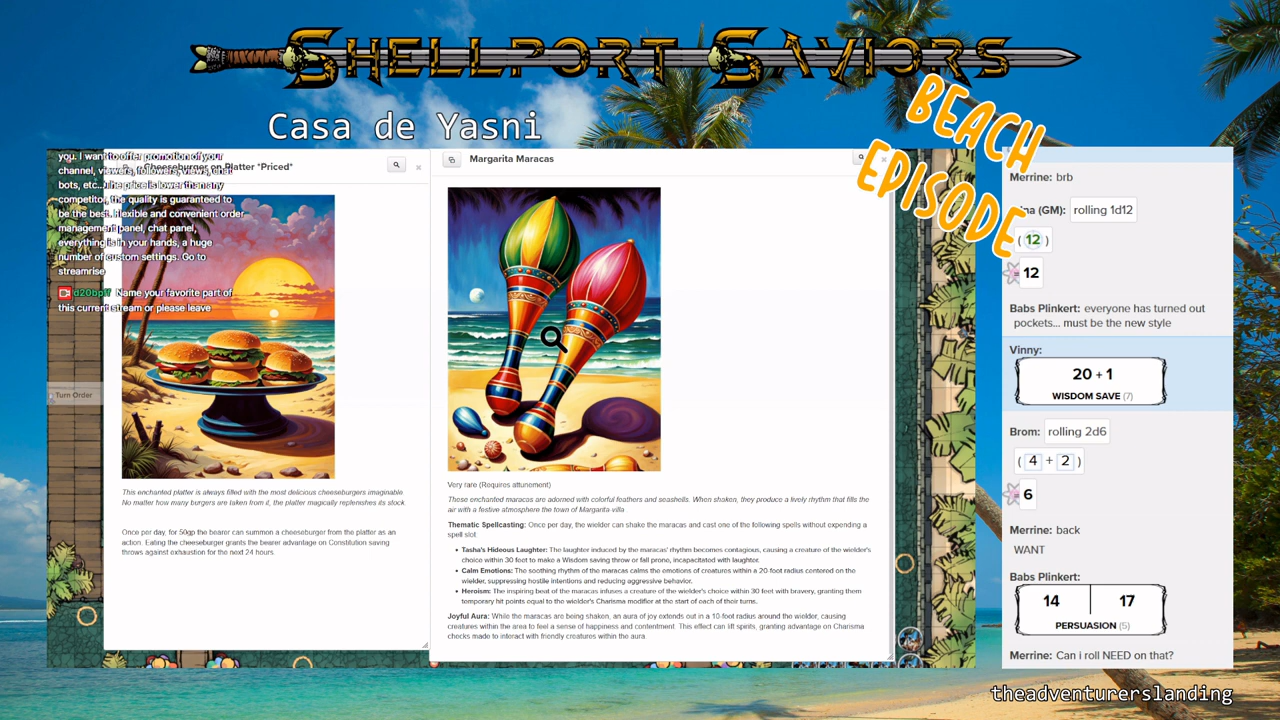 SHELLPORT SAVIORS
BEACH
EPISODE
Casa de Yasni
you. I want to offer promotion of your
channel, viewers, followers, views, chat
bots, etc...The price is lower than any
competitor, the quality is guaranteed to
be the best. Flexible and convenient order
management panel, chat panel,
everything is in your hands, a huge
number of custom settings. Go to
streamrise
Name your favorite part of
this current stream or please leave
Cheeseburger on Platter *Priced*
This enchanted platter is always filled with the most delicious cheeseburgers imaginable.
No matter how many burgers are taken from it, the platter magically replenishes its stock.
Once per day, for 50gp the bearer can summon a cheeseburger from the platter as an
action. Eating the cheeseburger grants the bearer advantage on Constitution saving
throws against exhaustion for the next 24 hours.
Turn Order
Margarita Maracas
Very rare (Requires attunement)
These enchanted maracas are adorned with colorful feathers and seashells. When shaken, they produce a lively rhythm that fills the
air with a festive atmosphere the town of Margarita villa
Thematic Spellcasting: Once per day, the wielder can shake the maracas and cast one of the following spells without expending a
spell slot
• Tasha's Hideous Laughter: The laughter induced by the maracas' rhythm becomes contagious, causing a creature of the wielder's
choice within 30 feet to make a Wisdom saving throw or fall prone, incapacitated with laughter.
• Calm Emotions: The soothing rhythm of the maracas calms the emotions of creatures within a 20-foot radius centered on the
wielder, suppressing hostile intentions and reducing aggressive behavior.
• Heroism: The inspiring beat of the maracas infuses a creature of the wielder's choice within 30 feet with bravery, granting them
temporary hit points equal to the wielder's Charisma modifier at the start of each of their turns.
Joyful Aura: While the maracas are being shaken, an aura of joy extends out in a 10-foot radius around the wielder, causing
creatures within the area to feel a sense of happiness and contentment. This effect can lift spirits, granting advantage on Charisma
checks made to interact with friendly creatures within the aura
Merrine: brb
(GM): rolling 1d12
(12)
12
Babs Plinkert: everyone has turned out
pockets... must be the new style
Vinny:
20 + 1
WISDOM SAVE (7)
Brom: rolling 2d6
(4 + 2)
6
Merrine: back
WANT
Babs Plinkert:
14 17
PERSUASION (5)
Merrine: Can i roll NEED on that?
theadventurerslanding